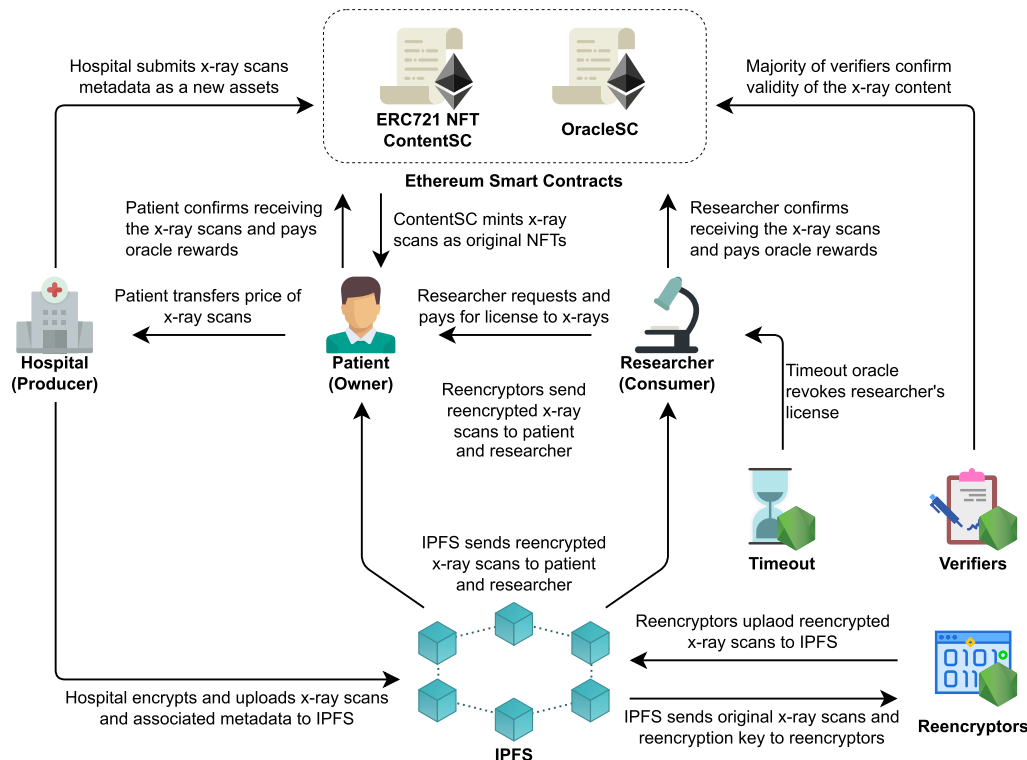 Hospital submits x-ray scans
metadata as a new assets
ERC721 NFT
ContentSC
OracleSC
Majority of verifiers confirm
validity of the x-ray content
Ethereum Smart Contracts
Patient confirms receiving
the x-ray scans and pays
oracle rewards
ContentSC mints x-ray
scans as original NFTs
Researcher confirms
receiving the x-ray scans
and pays oracle rewards
Patient transfers price of
x-ray scans
Researcher requests and
pays for license to x-rays
Hospital
(Producer)
Patient
(Owner)
Researcher
(Consumer)
Timeout oracle
revokes researcher's
license
Reencryptors send
reencrypted x-ray
scans to patient
and researcher
IPFS sends reencrypted
x-ray scans to patient
and researcher
Timeout
Verifiers
Reencryptors uplaod reencrypted
x-ray scans to IPFS
0101
011
Hospital encrypts and uploads x-ray scans
and associated metadata to IPFS
IPFS sends original x-ray scans and
reencryption key to reencryptors
Reencryptors
IPFS